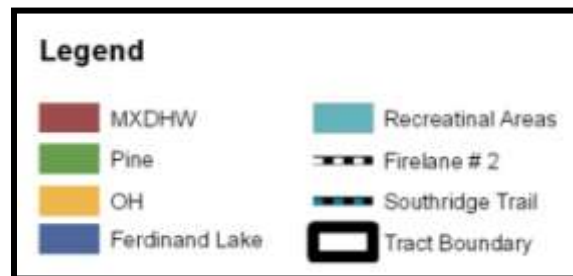 Legend
MXDHW
Pine
OH
Ferdinand Lake
Recreatinal Areas
Firelane # 2
Southridge Trail
Tract Boundary